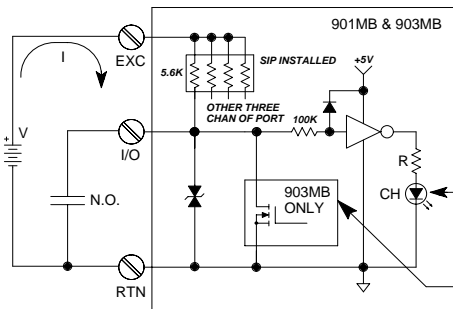 901MB & 903MB
EXC
I
+5V
SIP INSTALLED
5.6K
OTHER THREE
CHAN OF PORT
100K
+
V
I/O
R
903MB
ONLY
CH
N.O.
RTN